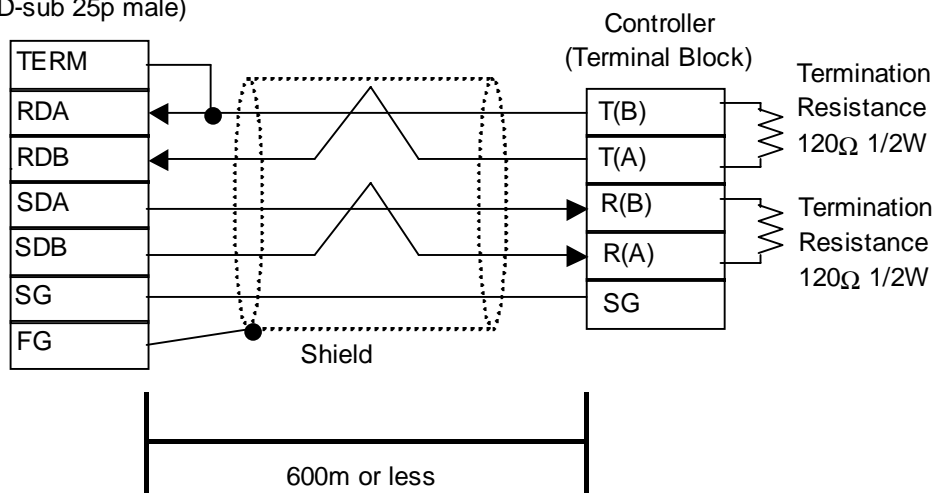 D-sub 25p male)
Controller
(Terminal Block)
TERM
RDA
RDB
SDA
SDB
SG
FG
T(B)
T(A)
R(B)
R(A)
SG
Termination
Resistance
120Ω 1/2W
Termination
Resistance
120Ω 1/2W
Shield
600m or less